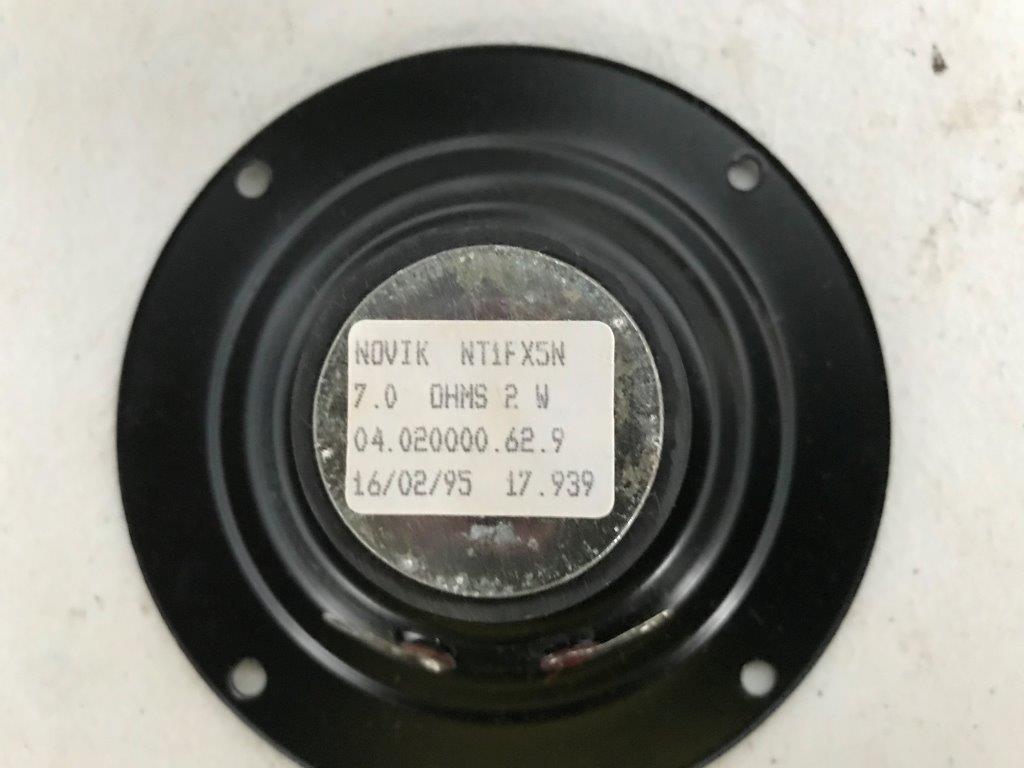 NOVIK NT1FX5N
7.0 OHMS 2 W
04.020000.62.9
16/02/95 17.939